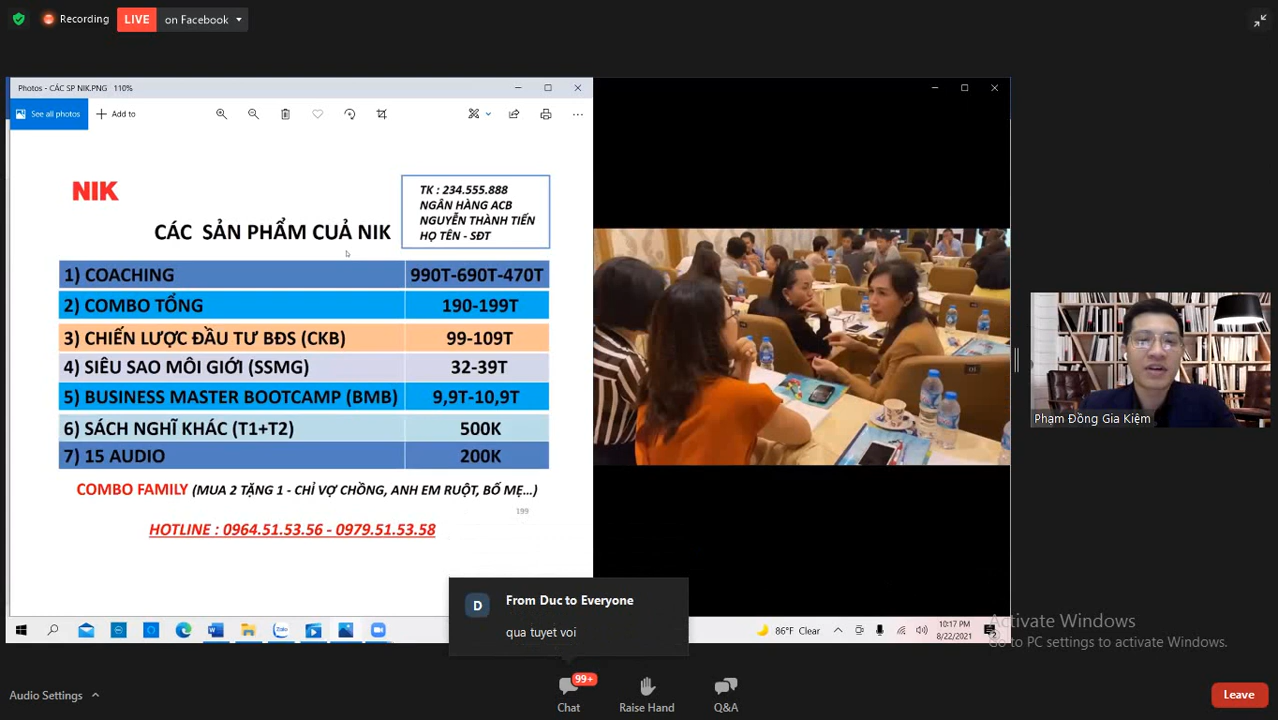 Recording
LIVE
on Facebook
Photos - CÁC SP NIK.PNG 110%
See all photos
Add to
NIK
TK : 234.555.888
NGÂN HÀNG ACB
NGUYỄN THÀNH TIẾN
HỌ TÊN - SĐT
CÁC SẢN PHẨM CUẢ NIK
1) COACHING 990T-690T-470T
2) COMBO TỔNG 190-199T
3) CHIẾN LƯỢC ĐẦU TƯ BĐS (CKB) 99-109T
4) SIÊU SAO MÔI GIỚI (SSMG) 32-39T
5) BUSINESS MASTER BOOTCAMP (BMB) 9,9T-10,9T
6) SÁCH NGHĨ KHÁC (T1+T2) 500K
7) 15 AUDIO 200K
COMBO FAMILY (MUA 2 TẶNG 1 - CHỈ VỢ CHỒNG, ANH EM RUỘT, BỐ MẸ...)
199
HOTLINE : 0964.51.53.56 - 0979.51.53.58
Phạm Đồng Gia Kiệm
D
From Duc to Everyone
qua tuyet voi
86°F Clear
10:17 PM
8/22/2021
Activate Windows
Go to PC settings to activate Windows.
Audio Settings
99+
Chat
Raise Hand
Q&A
Leave